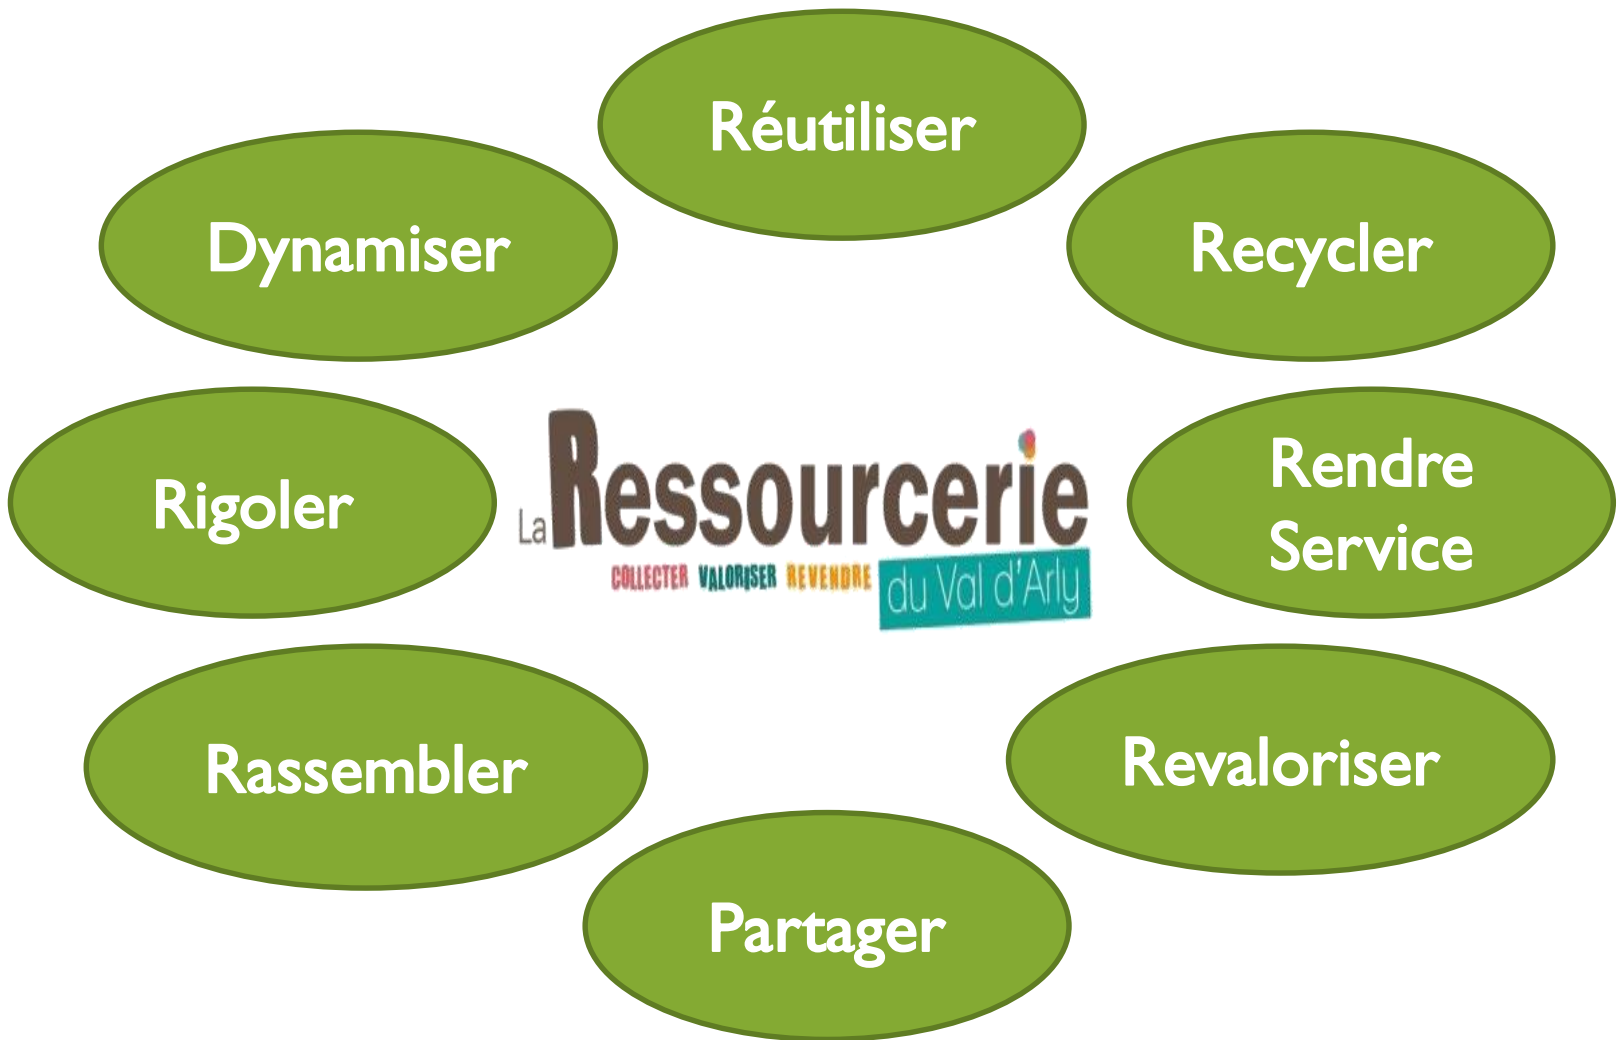 Réutiliser
Dynamiser
Recycler
Rigoler
La Ressourcerie
COLLECTER VALORISER REVENDRE
du Val d'Arly
Rendre
Service
Rassembler
Revaloriser
Partager